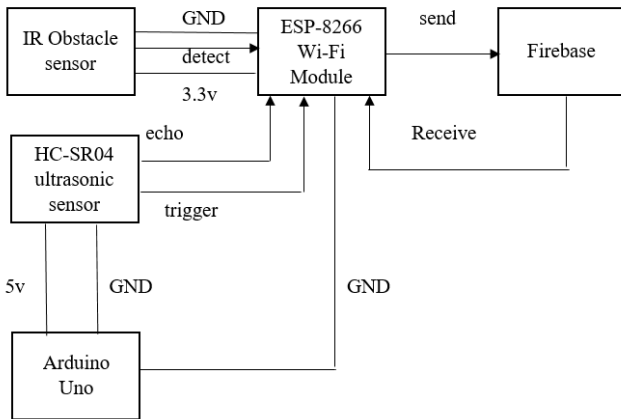 GND
IR Obstacle
sensor
detect
3.3v
ESP-8266
Wi-Fi
Module
send
Firebase
Receive
echo
HC-SR04
ultrasonic
sensor
trigger
5v
GND
GND
Arduino
Uno